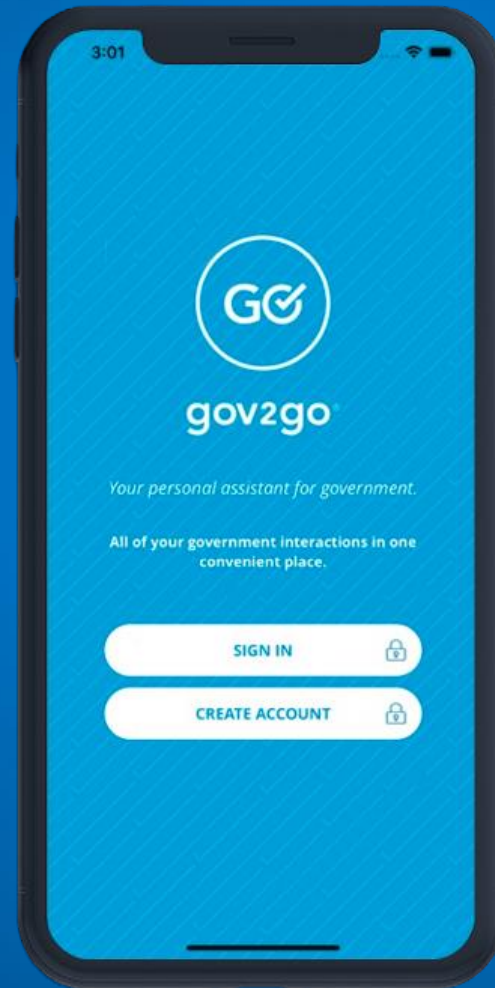 3:01
GO
gov2go®
Your personal assistant for government.
All of your government interactions in one
convenient place.
SIGN IN
CREATE ACCOUNT